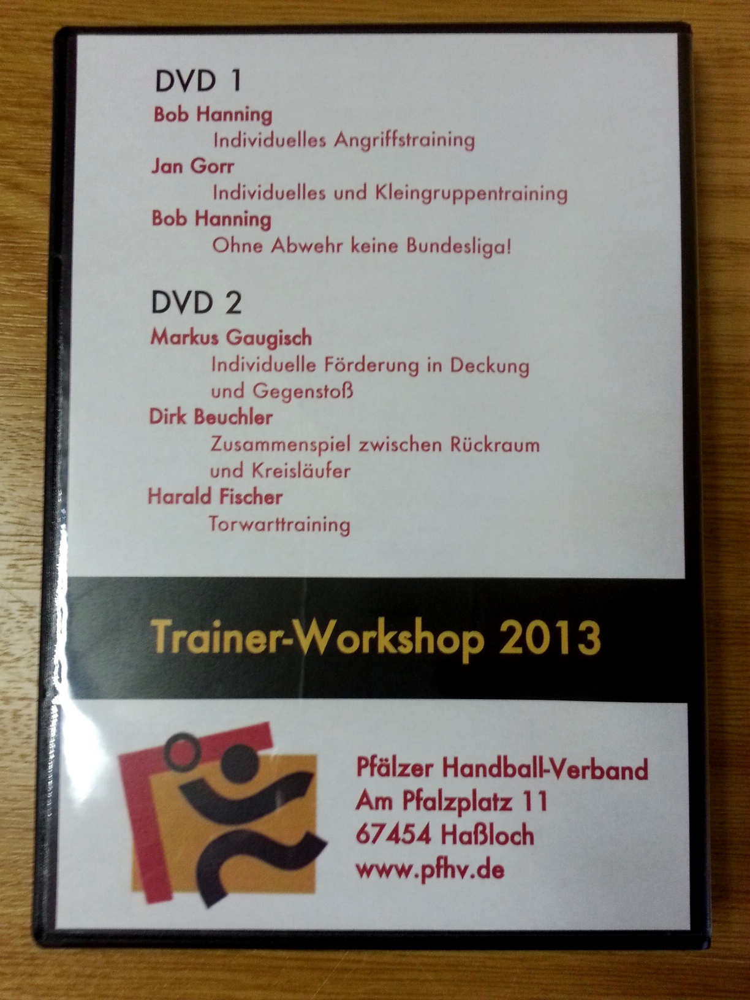 DVD 1
Bob Hanning
Individuelles Angriffstraining
Jan Gorr
Individuelles und Kleingruppentraining
Bob Hanning
Ohne Abwehr keine Bundesliga!
DVD 2
Markus Gaugisch
Individuelle Förderung in Deckung
und Gegenstoß
Dirk Beuchler
Zusammenspiel zwischen Rückraum
und Kreisläufer
Harald Fischer
Torwarttraining
Trainer-Workshop 2013
Pfälzer Handball-Verband
Am Pfalzplatz 11
67454 Haßloch
www.pfhv.de